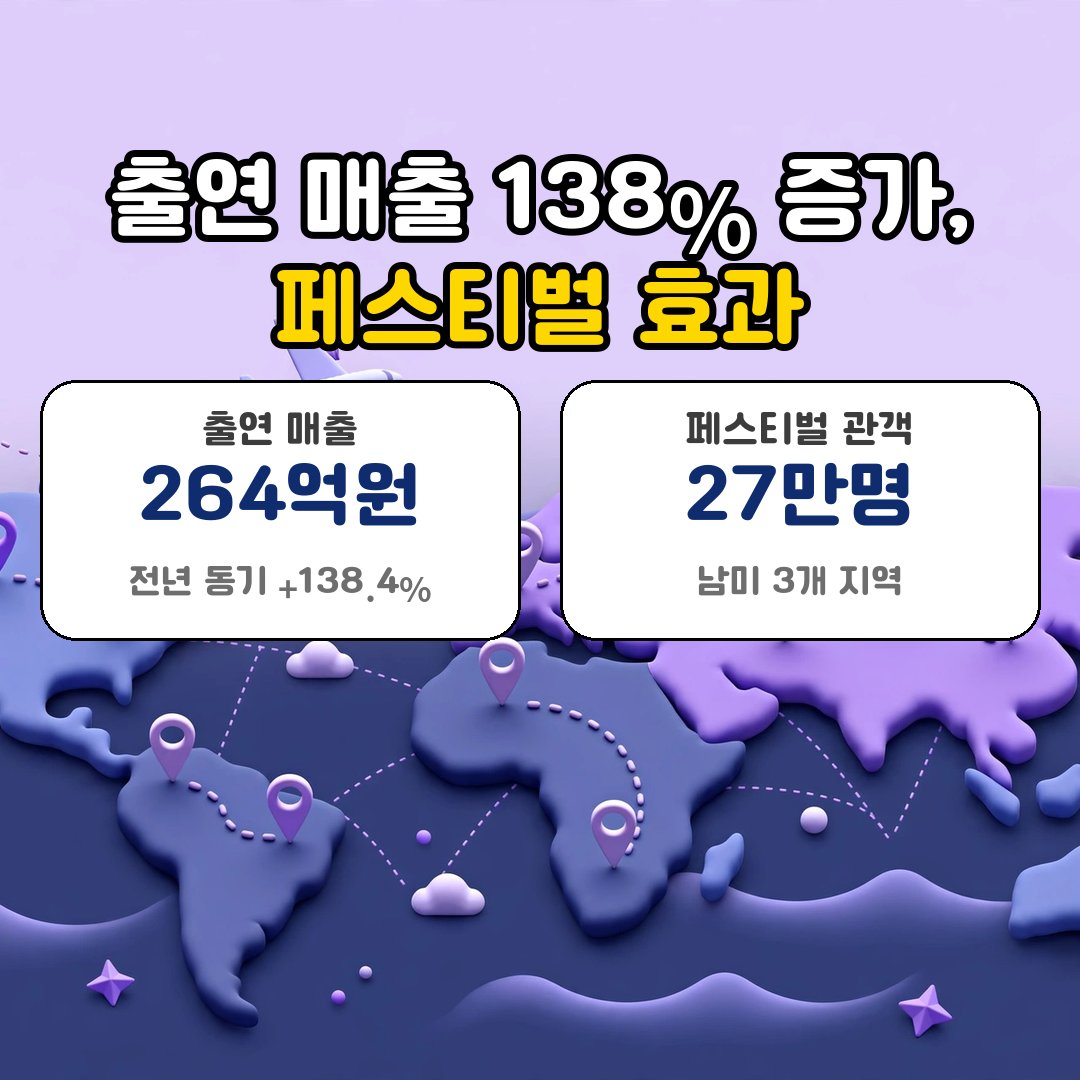 출연 매출 138% 증가,
페스티벌 효과
출연 매출
264억원
전년 동기 +138.4%
페스티벌 관객
27만명
남미 3개 지역